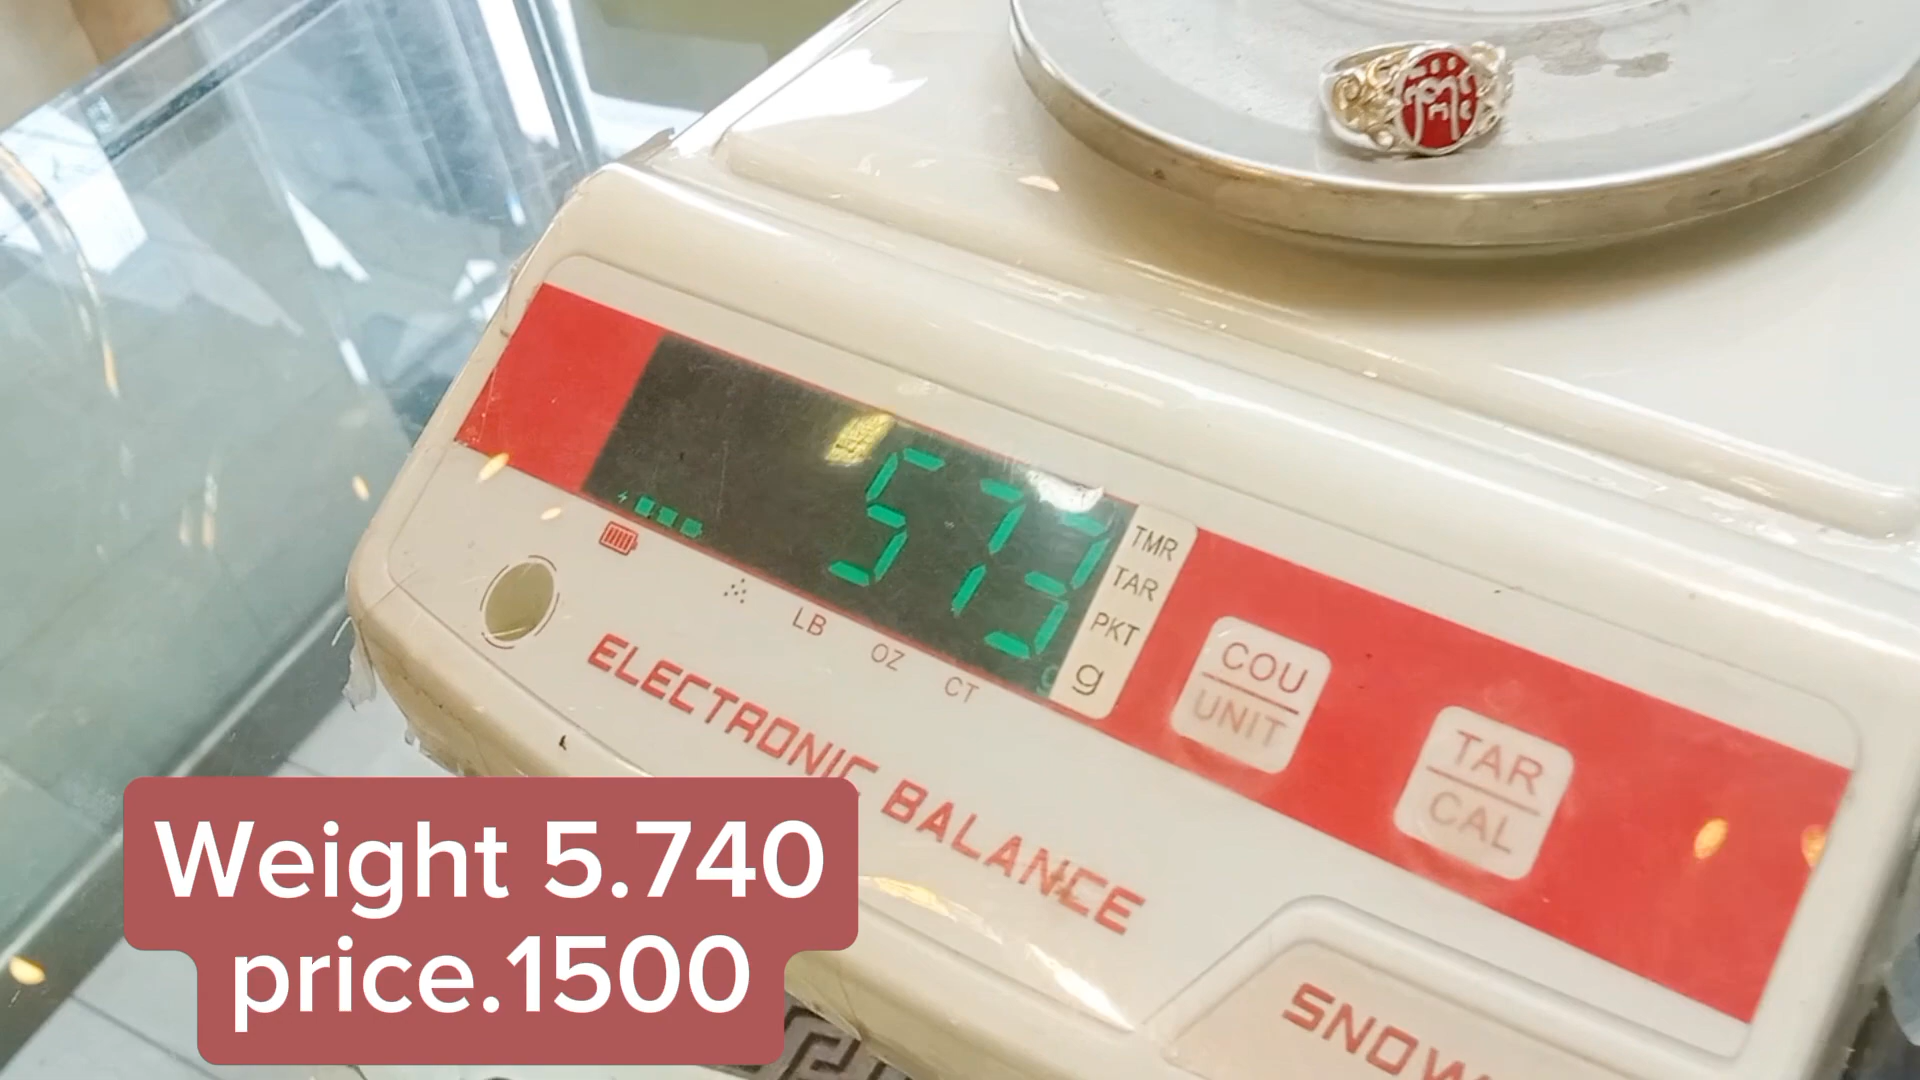 573
TMR
TAR
PKT
g
LB
OZ
CT
COU
UNIT
TAR
CAL
ELECTRONIC BALANCE
SNOW
Weight 5.740
price.1500